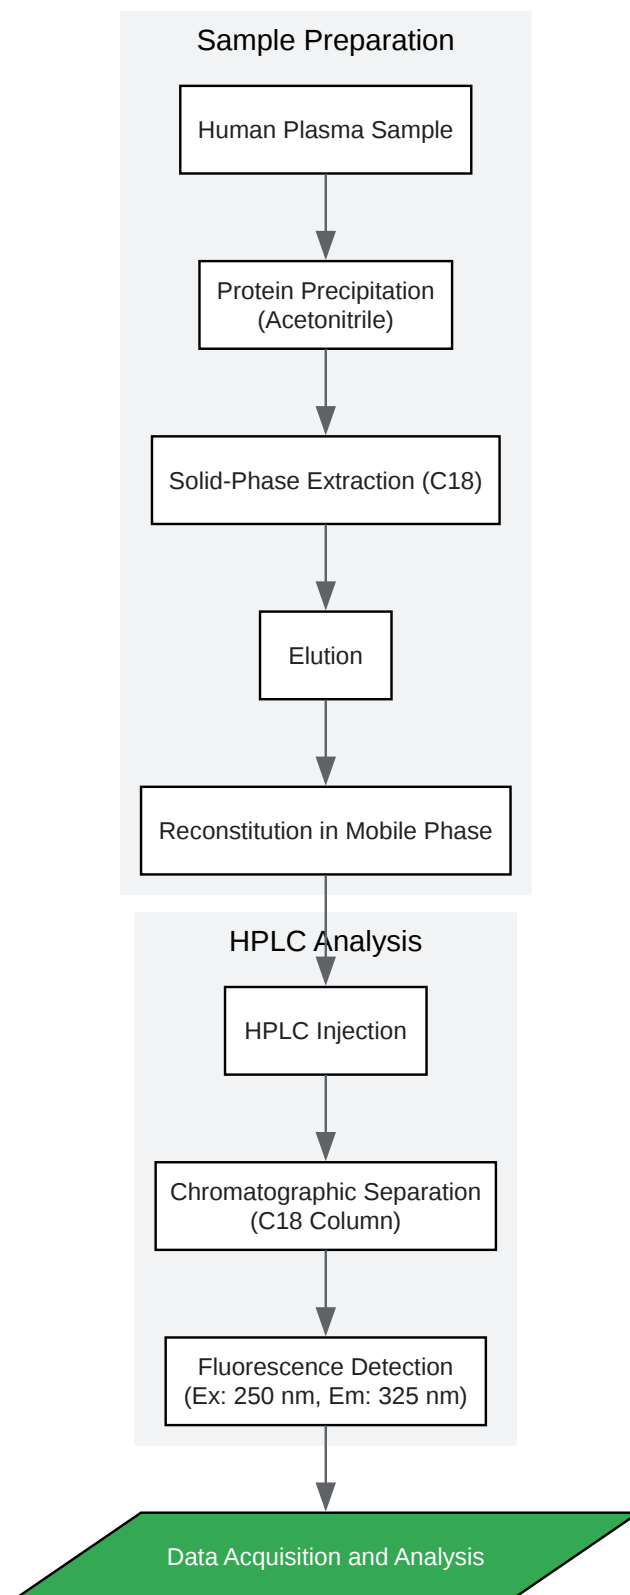 Sample Preparation
Human Plasma Sample
Protein Precipitation
(Acetonitrile)
Solid-Phase Extraction (C18)
Elution
Reconstitution in Mobile Phase
HPLC Analysis
HPLC Injection
Chromatographic Separation
(C18 Column)
Fluorescence Detection
(Ex: 250 nm, Em: 325 nm)
Data Acquisition and Analysis